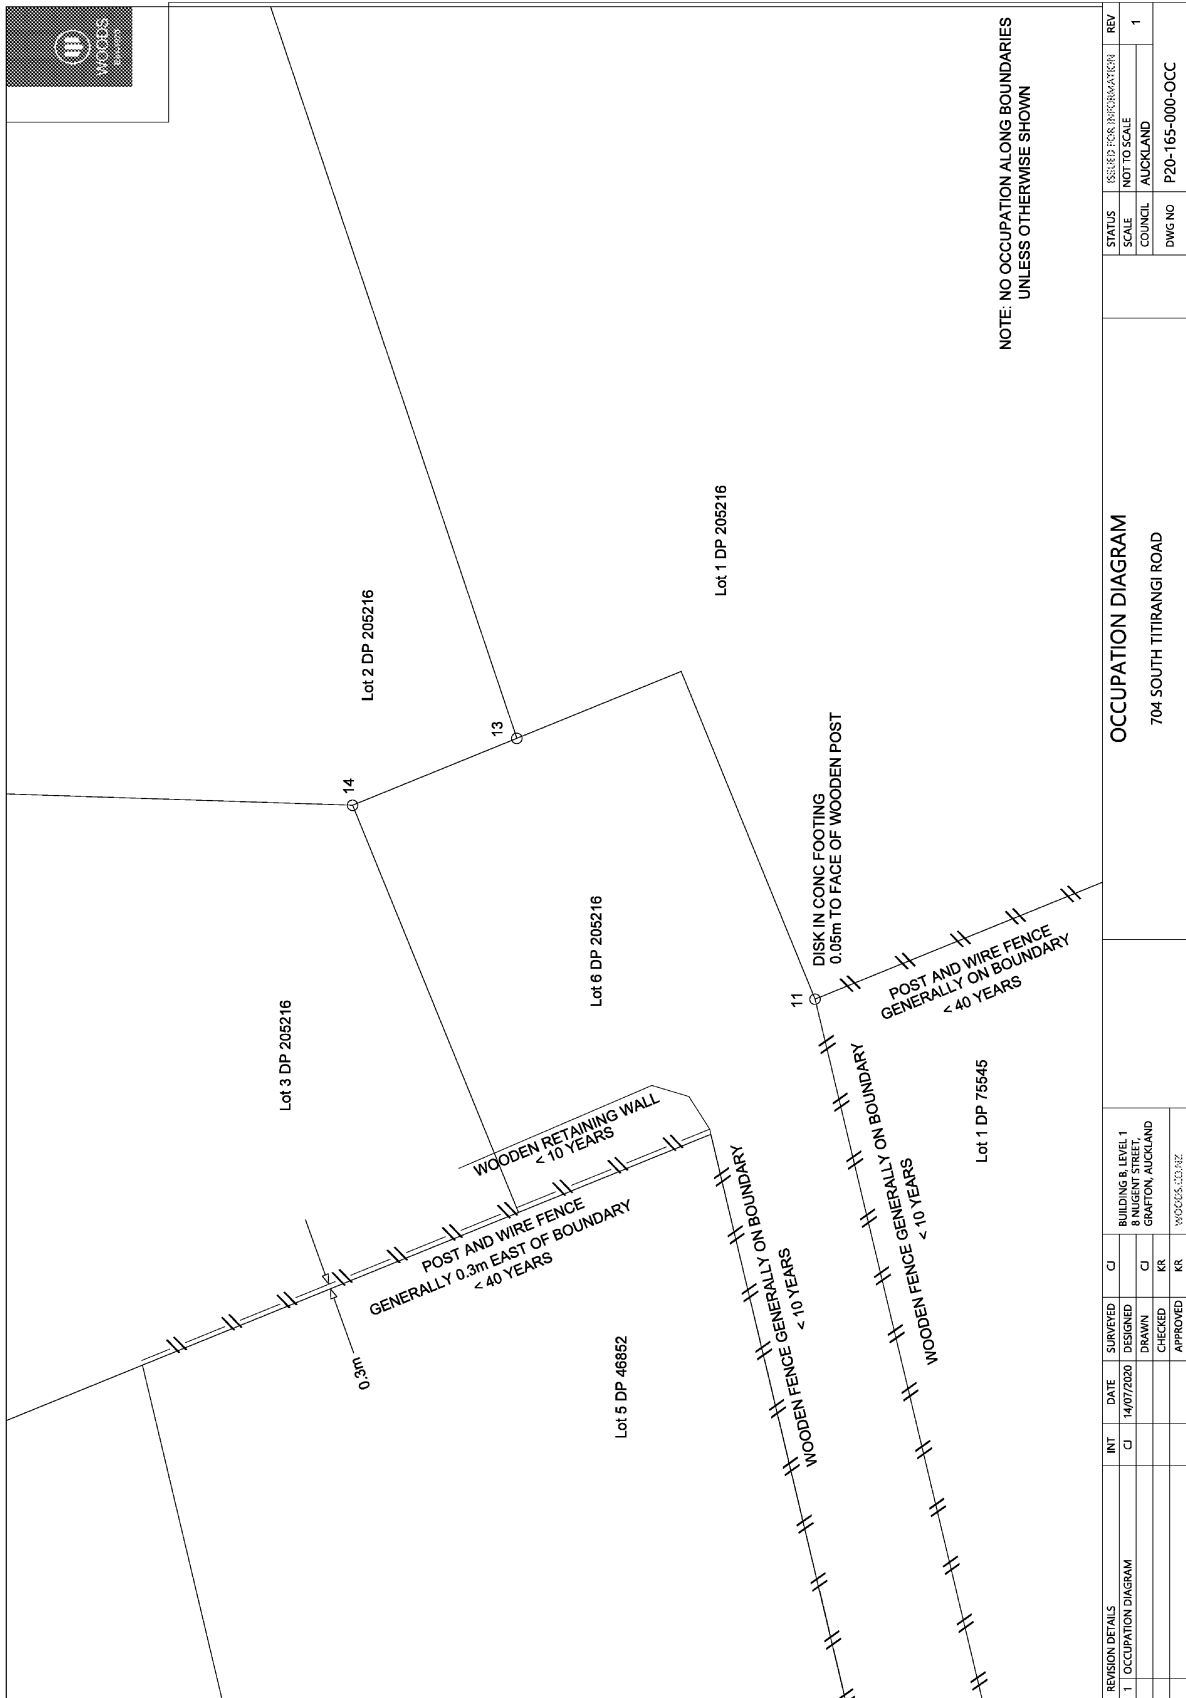 WOODS
Lot 2 DP 205216
14
13
Lot 1 DP 205216
Lot 3 DP 205216
Lot 6 DP 205216
DISK IN CONC FOOTING
0.05m TO FACE OF WOODEN POST
11
POST AND WIRE FENCE
GENERALLY ON BOUNDARY
< 40 YEARS
WOODEN RETAINING WALL
< 10 YEARS
POST AND WIRE FENCE
GENERALLY 0.3m EAST OF BOUNDARY
< 40 YEARS
0.3m
Lot 5 DP 46852
WOODEN FENCE GENERALLY ON BOUNDARY
< 10 YEARS
WOODEN FENCE GENERALLY ON BOUNDARY
< 10 YEARS
Lot 1 DP 75545
NOTE: NO OCCUPATION ALONG BOUNDARIES
UNLESS OTHERWISE SHOWN
REVISION DETAILS INT DATE
1 OCCUPATION DIAGRAM CJ 14/07/2020
SURVEYED CJ
DESIGNED
DRAWN CJ
CHECKED KR
APPROVED KR
BUILDING B, LEVEL 1
8 NUGENT STREET,
GRAFTON, AUCKLAND
WOODS.CO.NZ
OCCUPATION DIAGRAM
704 SOUTH TITIRANGI ROAD
STATUS ISSUED FOR INFORMATION REV
SCALE NOT TO SCALE 1
COUNCIL AUCKLAND
DWG NO P20-165-000-OCC